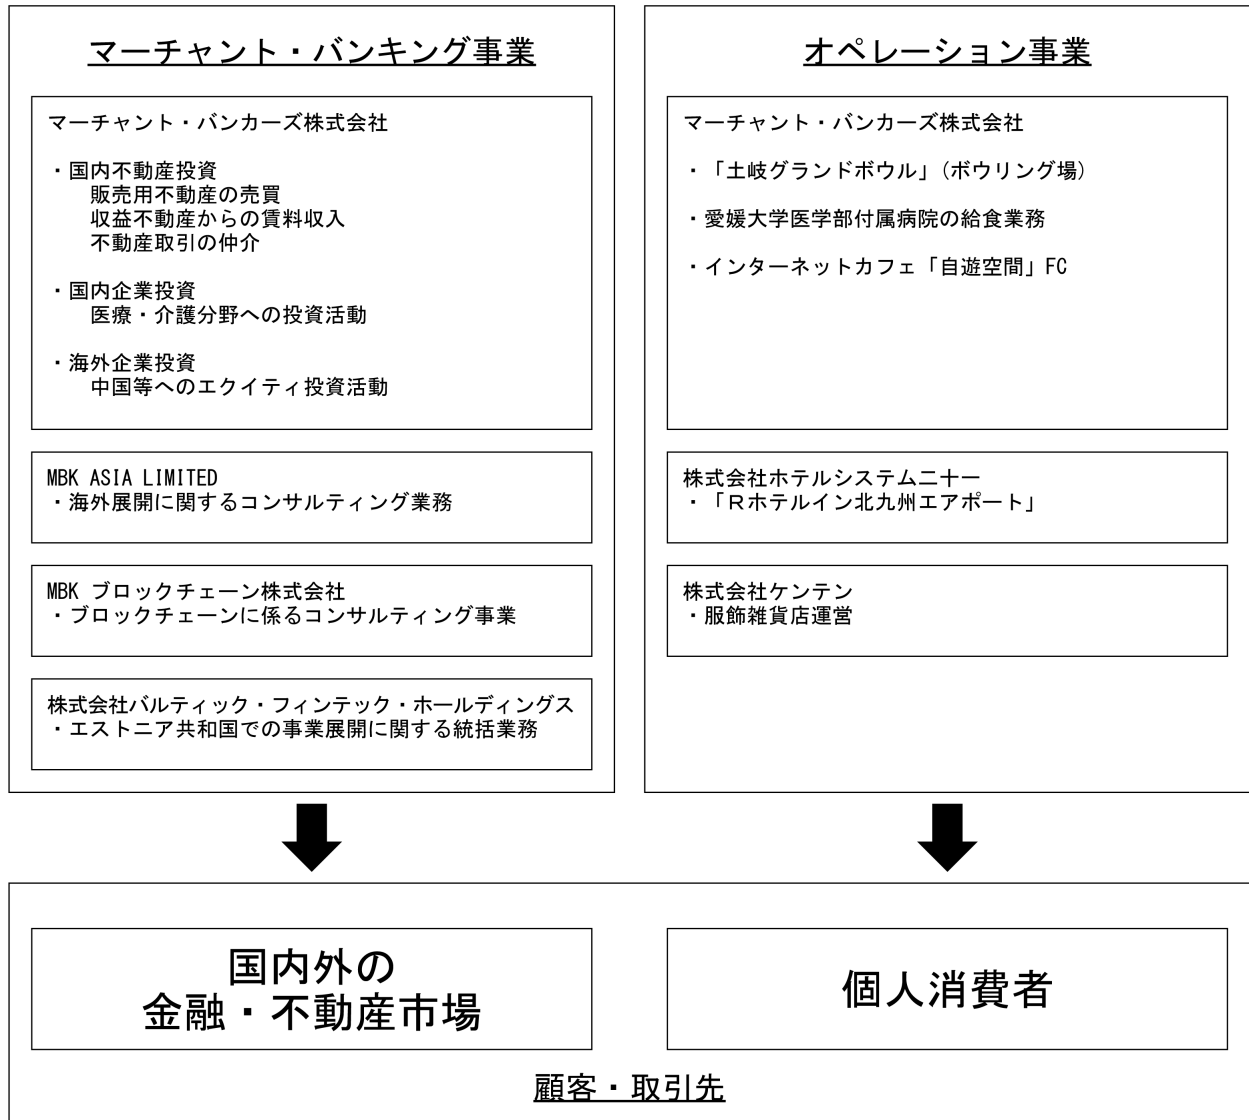 マーチャント・バンキング事業
マーチャント・バンカーズ株式会社
・国内不動産投資
販売用不動産の売買
収益不動産からの賃料収入
不動産取引の仲介
・国内企業投資
医療・介護分野への投資活動
・海外企業投資
中国等へのエクイティ投資活動
MBK ASIA LIMITED
・海外展開に関するコンサルティング業務
MBK ブロックチェーン株式会社
・ブロックチェーンに係るコンサルティング事業
株式会社バルティック・フィンテック・ホールディングス
・エストニア共和国での事業展開に関する統括業務
オペレーション事業
マーチャント・バンカーズ株式会社
・「土岐グランドボウル」(ボウリング場)
・愛媛大学医学部付属病院の給食業務
・インターネットカフェ「自遊空間」FC
株式会社ホテルシステム二十一
・「Ｒホテルイン北九州エアポート」
株式会社ケンテン
・服飾雑貨店運営
国内外の
金融・不動産市場
個人消費者
顧客・取引先